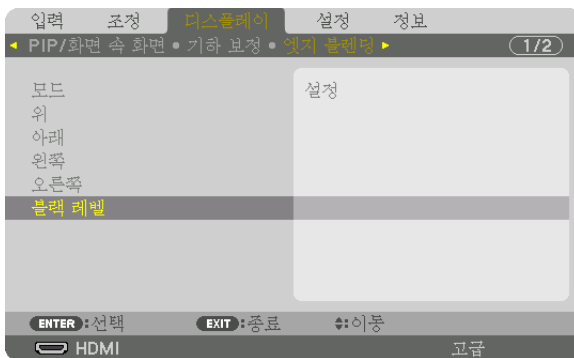 입력 조정 디스플레이 설정 정보
◀ PIP/화면 속 화면 ● 기하 보정 ● 엣지 블렌딩 ▶ 1/2
모드 설정
위
아래
왼쪽
오른쪽
블랙 레벨
ENTER :선택 EXIT :종료 ◆:이동
HDMI 고급